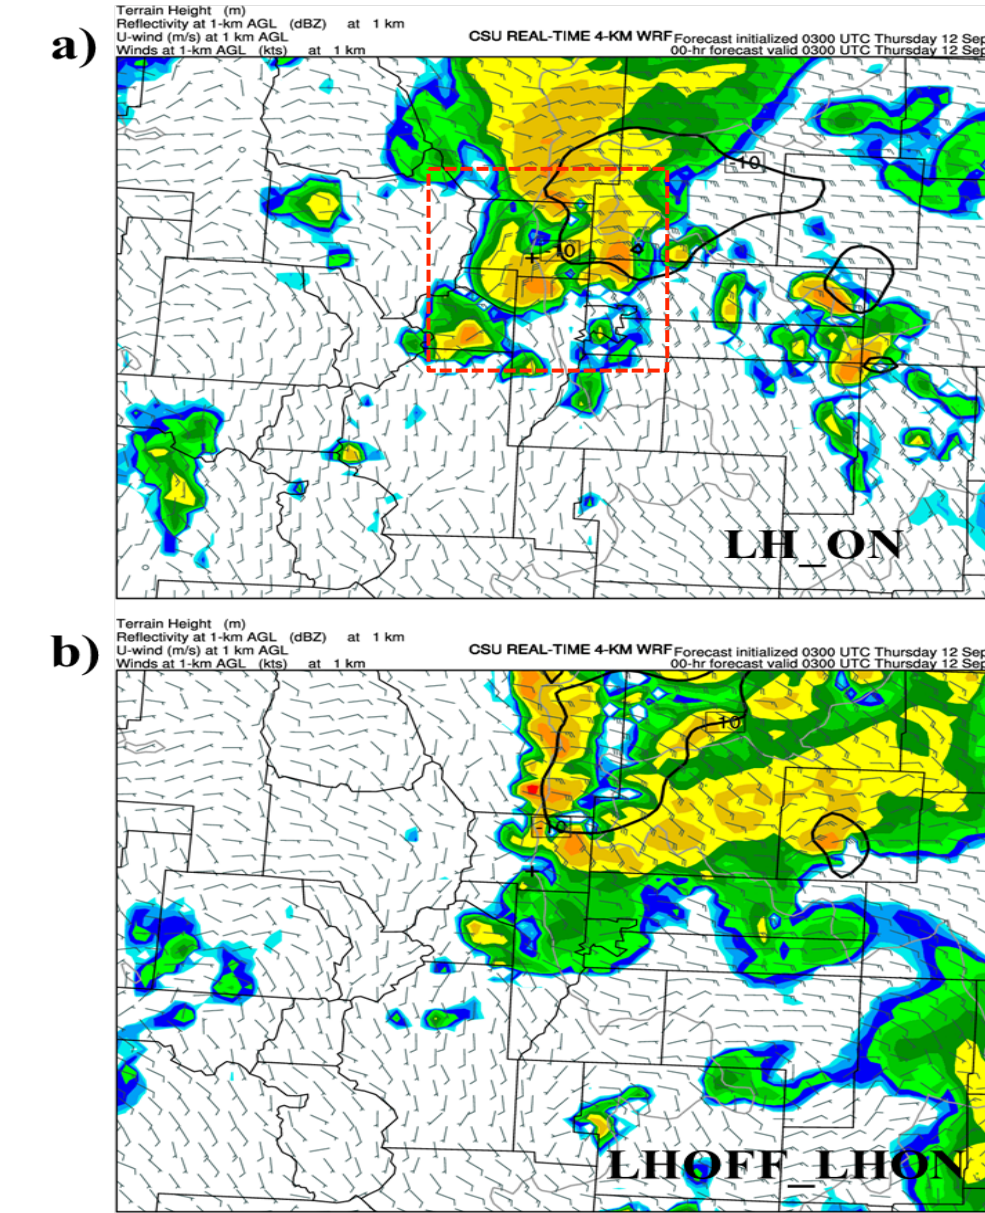 a)
Terrain Height (m)
Reflectivity at 1-km AGL (dBZ) at 1 km
U-wind (m/s) at 1 km AGL
Winds at 1-km AGL (kts) at 1 km
CSU REAL-TIME 4-KM WRF
Forecast initialized 0300 UTC Thursday 12 Sep
00-hr forecast valid 0300 UTC Thursday 12 Sep
-10
LH_ON
b)
Terrain Height (m)
Reflectivity at 1-km AGL (dBZ) at 1 km
U-wind (m/s) at 1 km AGL
Winds at 1-km AGL (kts) at 1 km
CSU REAL-TIME 4-KM WRF
Forecast initialized 0300 UTC Thursday 12 Sep
00-hr forecast valid 0300 UTC Thursday 12 Sep
-10
-10
LHOFF_LHON